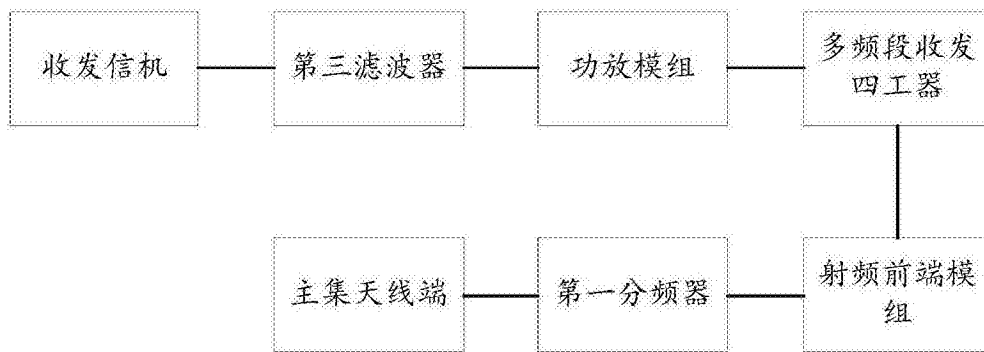 收发信机
第三滤波器
功放模组
多频段收发
四工器
主集天线端
第一分频器
射频前端模
组